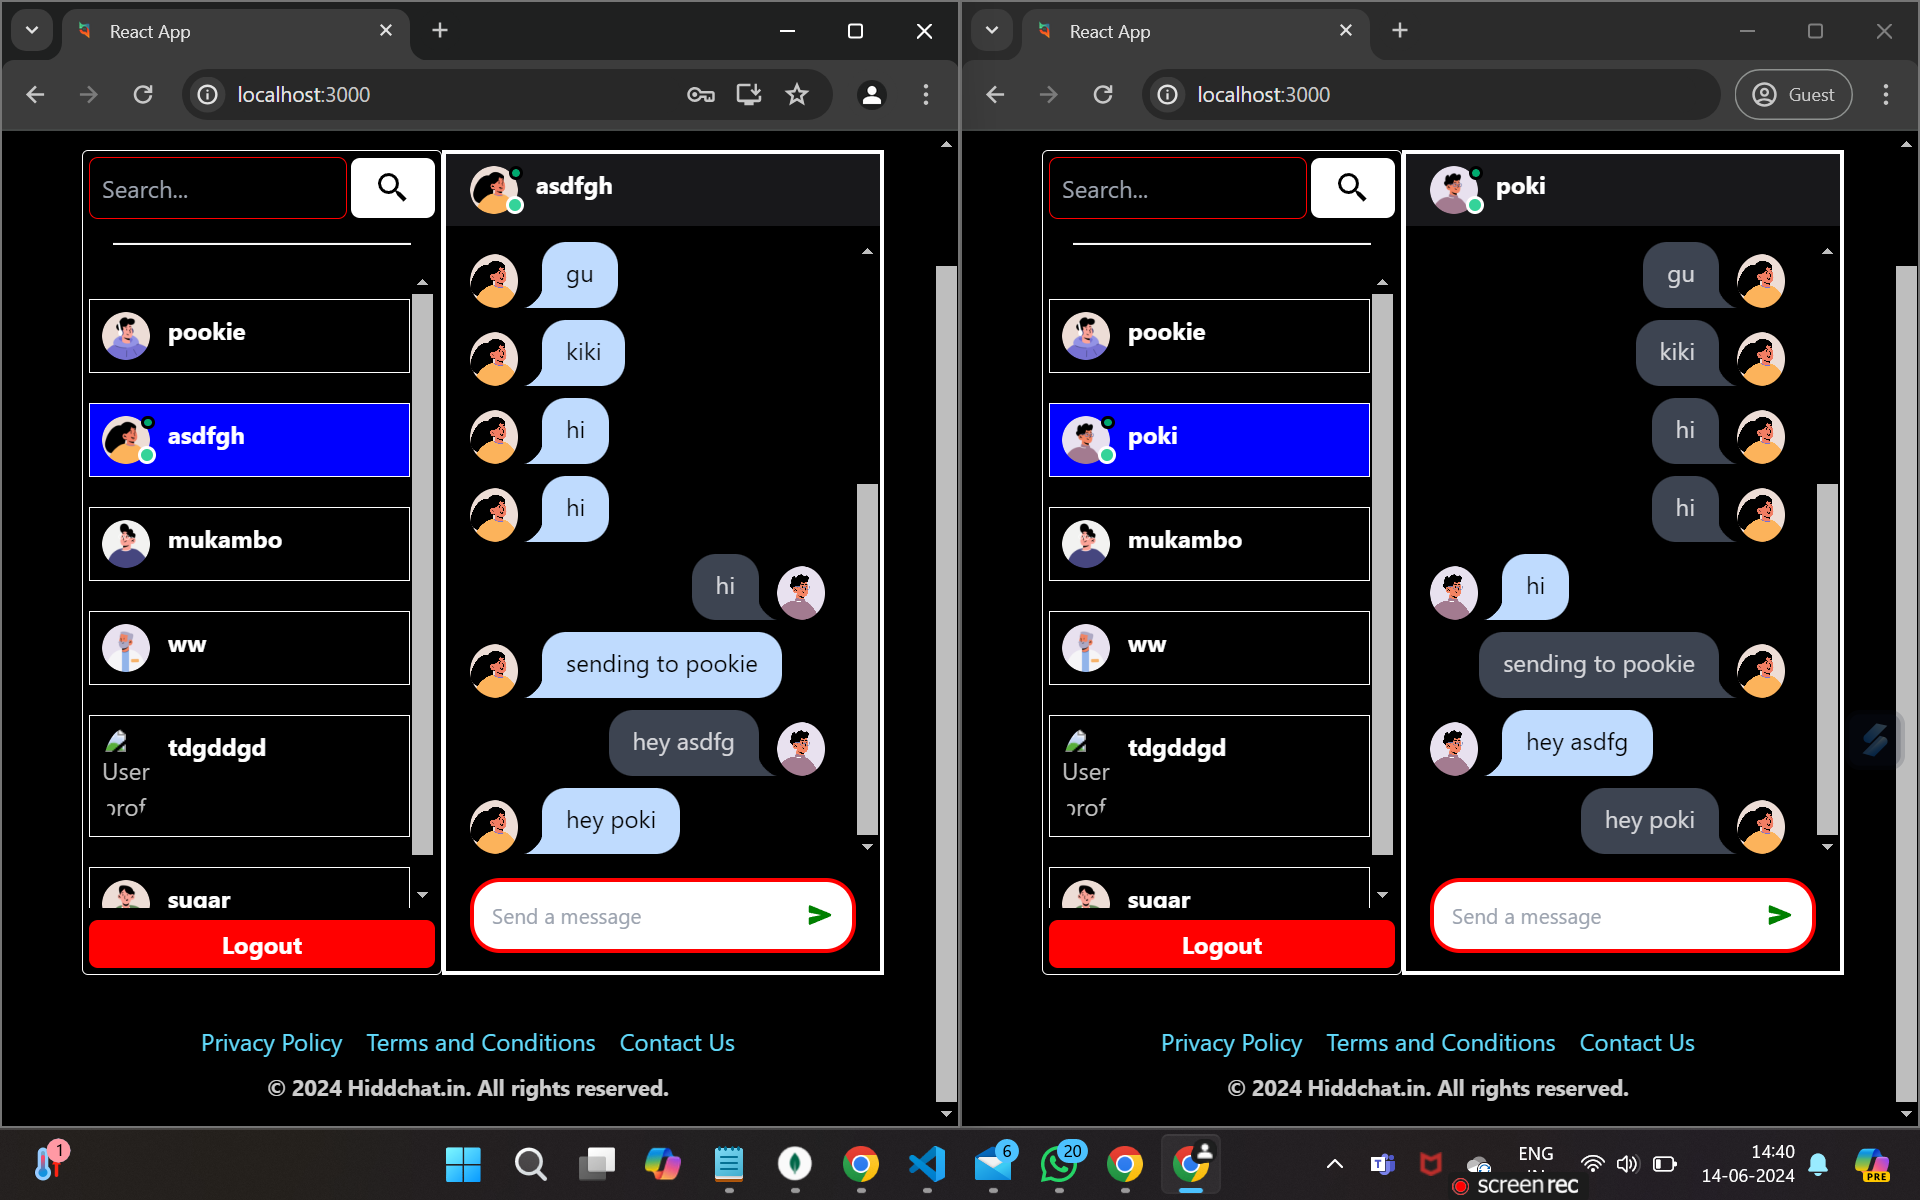 React App
localhost:3000
Search...
asdfgh
pookie
asdfgh
mukambo
ww
tdgddgd
User
prof
sugar
Logout
gu
kiki
hi
hi
hi
sending to pookie
hey asdfg
hey poki
Send a message
Privacy Policy Terms and Conditions Contact Us
© 2024 Hiddchat.in. All rights reserved.
React App
localhost:3000
Guest
Search...
poki
pookie
poki
mukambo
ww
tdgddgd
User
prof
sugar
Logout
gu
kiki
hi
hi
hi
sending to pookie
hey asdfg
hey poki
Send a message
Privacy Policy Terms and Conditions Contact Us
© 2024 Hiddchat.in. All rights reserved.
1
6
20
ENG
14:40
14-06-2024
PRE
screenrec